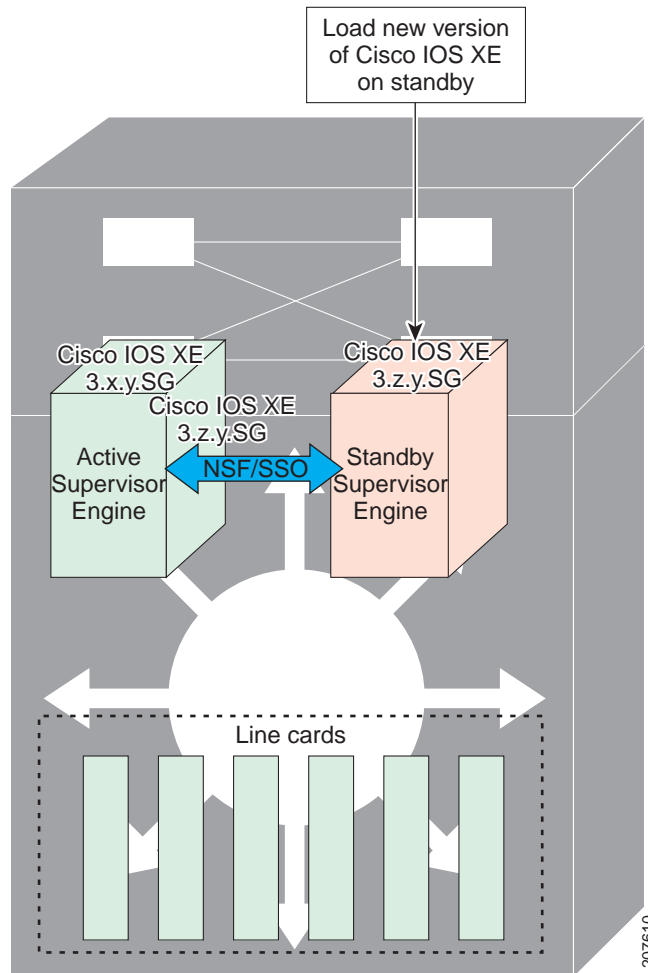 Load new version
of Cisco IOS XE
on standby
Cisco IOS XE
3.x.y.SG
Cisco IOS XE
3.z.y.SG
Cisco IOS XE
3.z.y.SG
Active
Supervisor
Engine
NSF/SSO
Standby
Supervisor
Engine
Line cards
207610